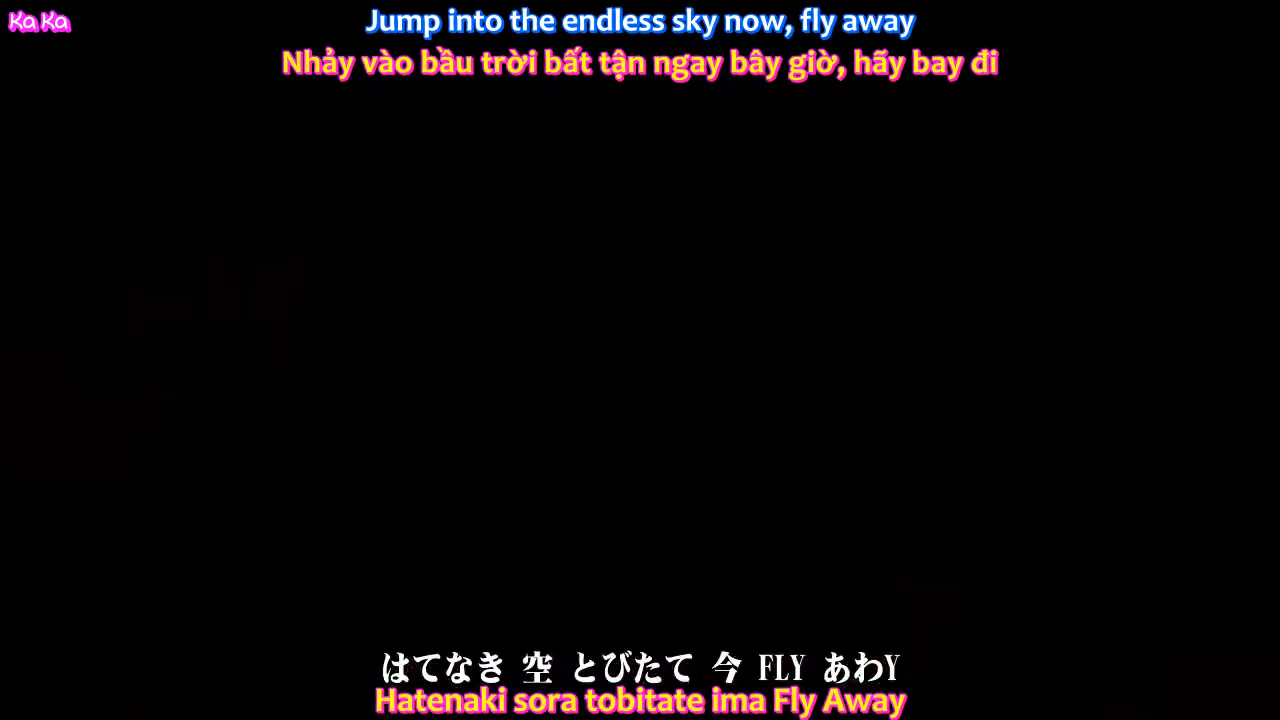 Ka Ka
Jump into the endless sky now, fly away
Nhảy vào bầu trời bất tận ngay bây giờ, hãy bay đi
はてなき 空 とびたて 今 FLY あわY
Hatenaki sora tobitate ima Fly Away